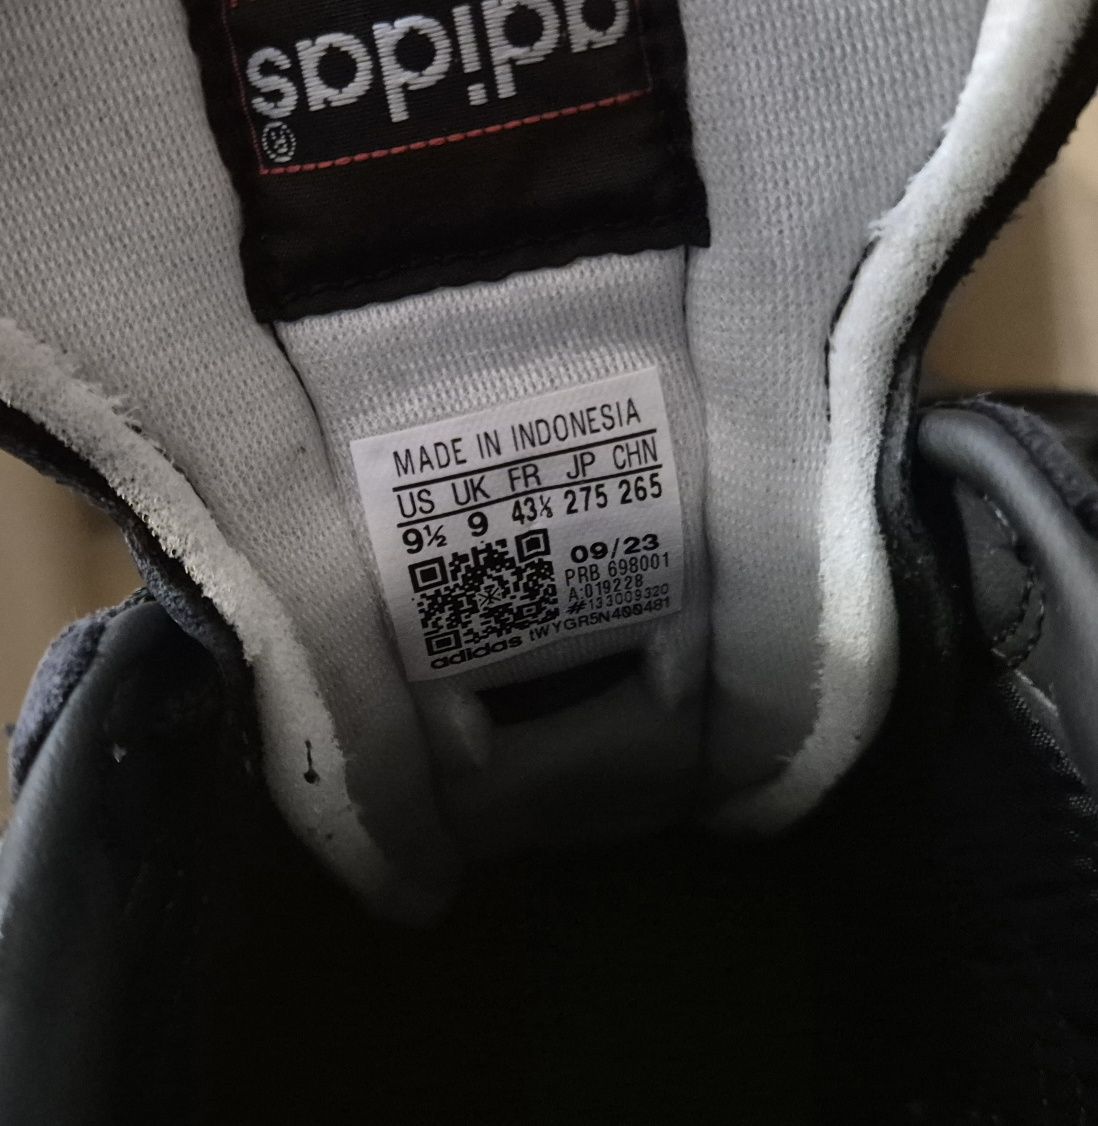 adidas
®
MADE IN INDONESIA
US UK FR JP CHN
9½ 9 43⅓ 275 265
09/23
PRB 698001
A:019228
#133009320
adidas tWYGR5N400481